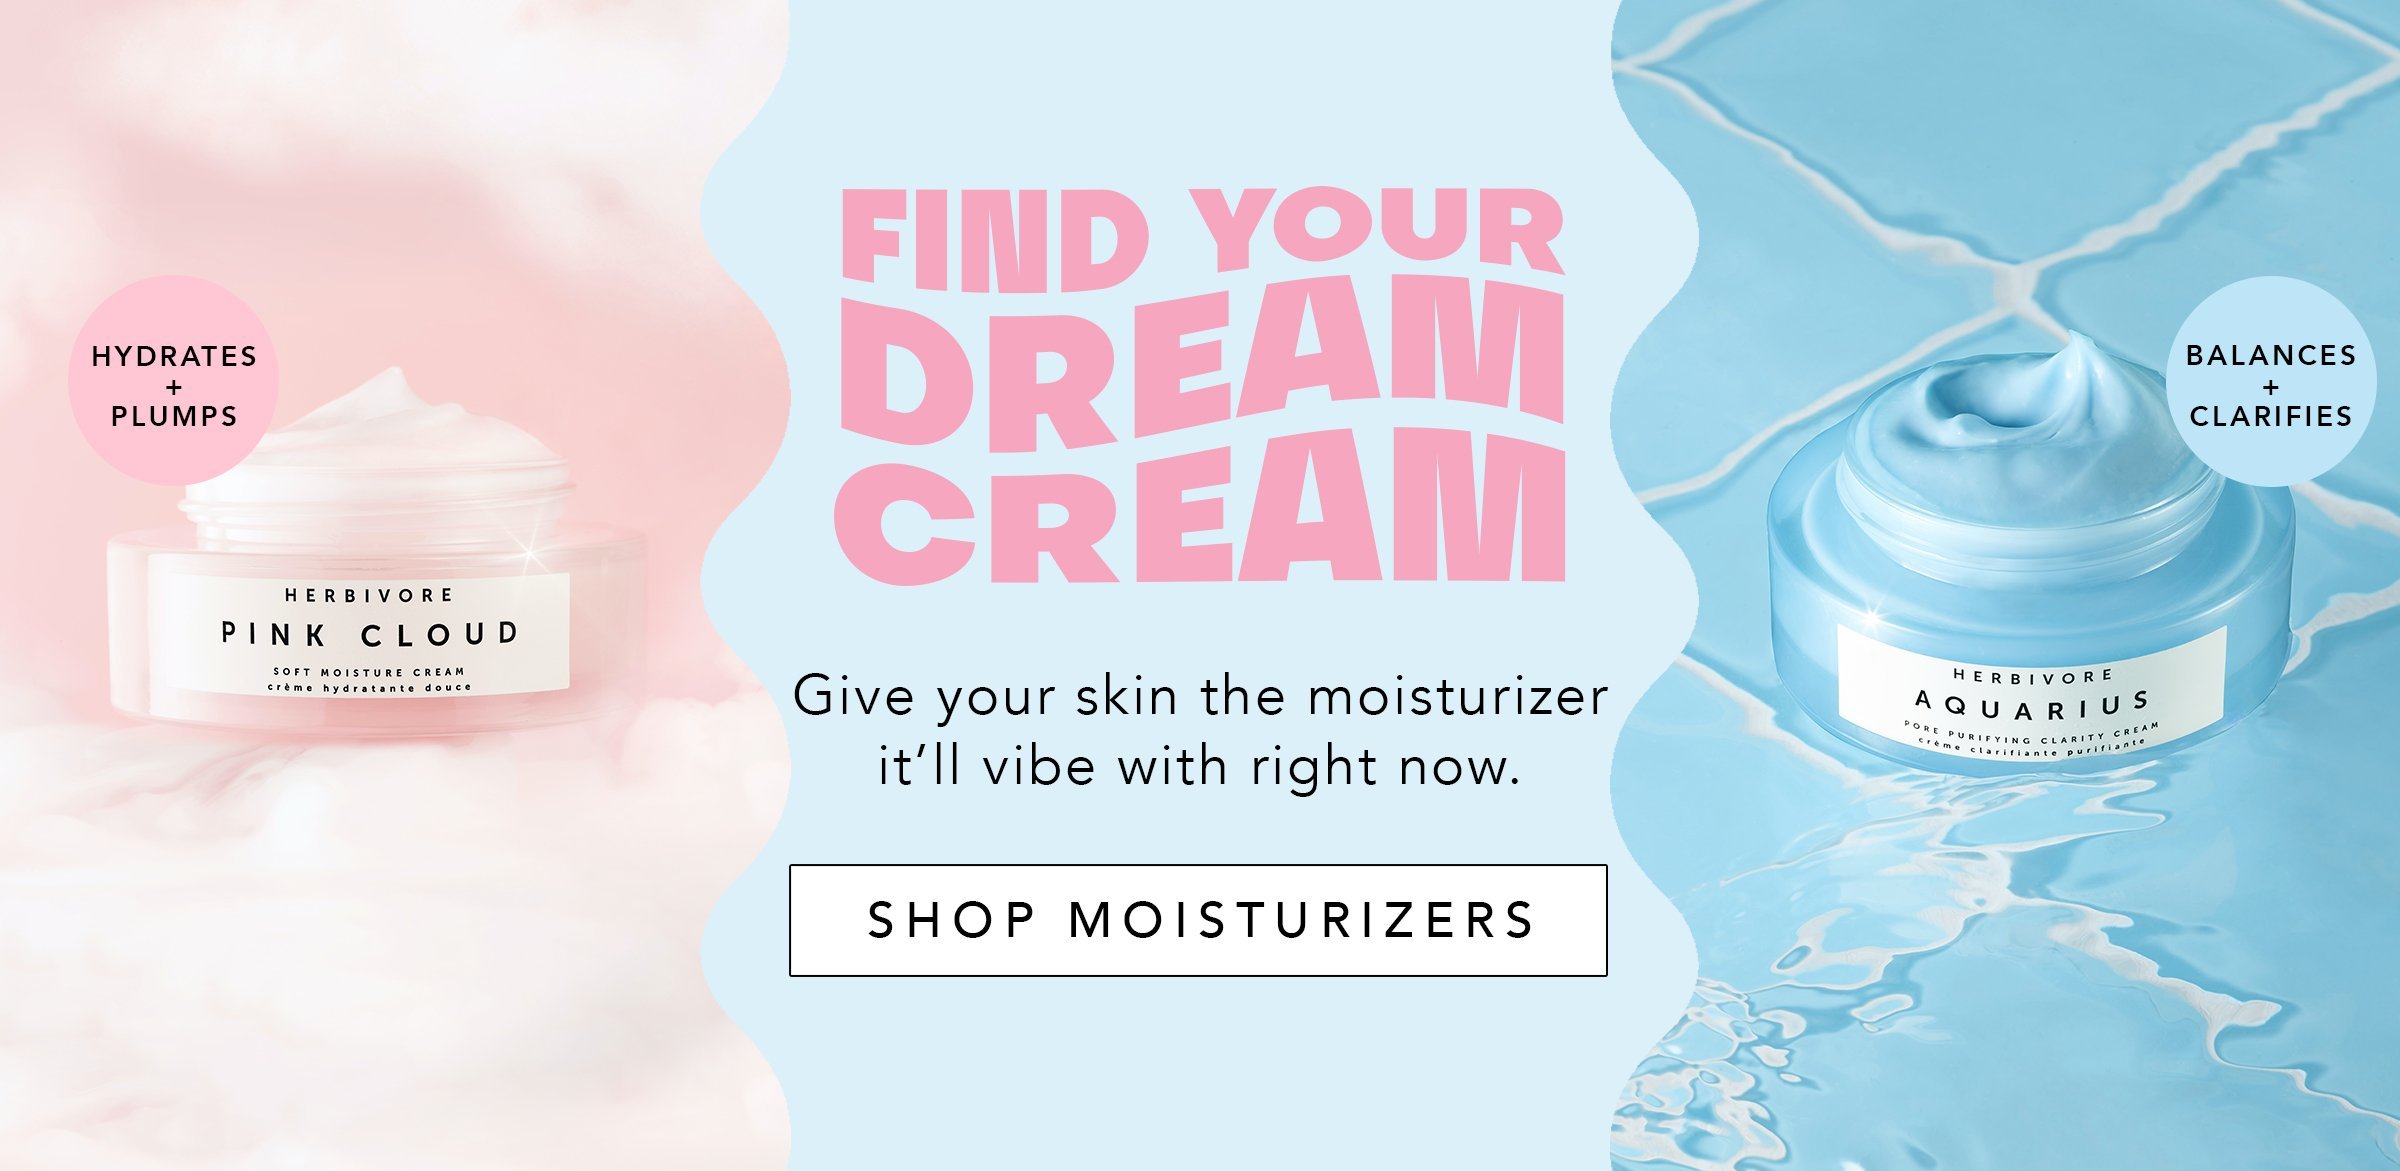 HYDRATES
+
PLUMPS
HERBIVORE
PINK CLOUD
SOFT MOISTURE CREAM
crème hydratante douce
FIND YOUR
DREAM
CREAM
Give your skin the moisturizer
it’ll vibe with right now.
SHOP MOISTURIZERS
BALANCES
+
CLARIFIES
HERBIVORE
AQUARIUS
PORE PURIFYING CLARITY CREAM
crème clarifiante purifiante